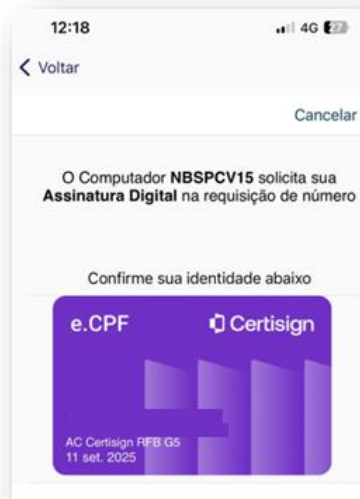 12:18
4G 27
Voltar
Cancelar
O Computador NBSPCV15 solicita sua
Assinatura Digital na requisição de número
Confirme sua identidade abaixo
e.CPF Certisign
AC Certisign RFB G5
11 set. 2025